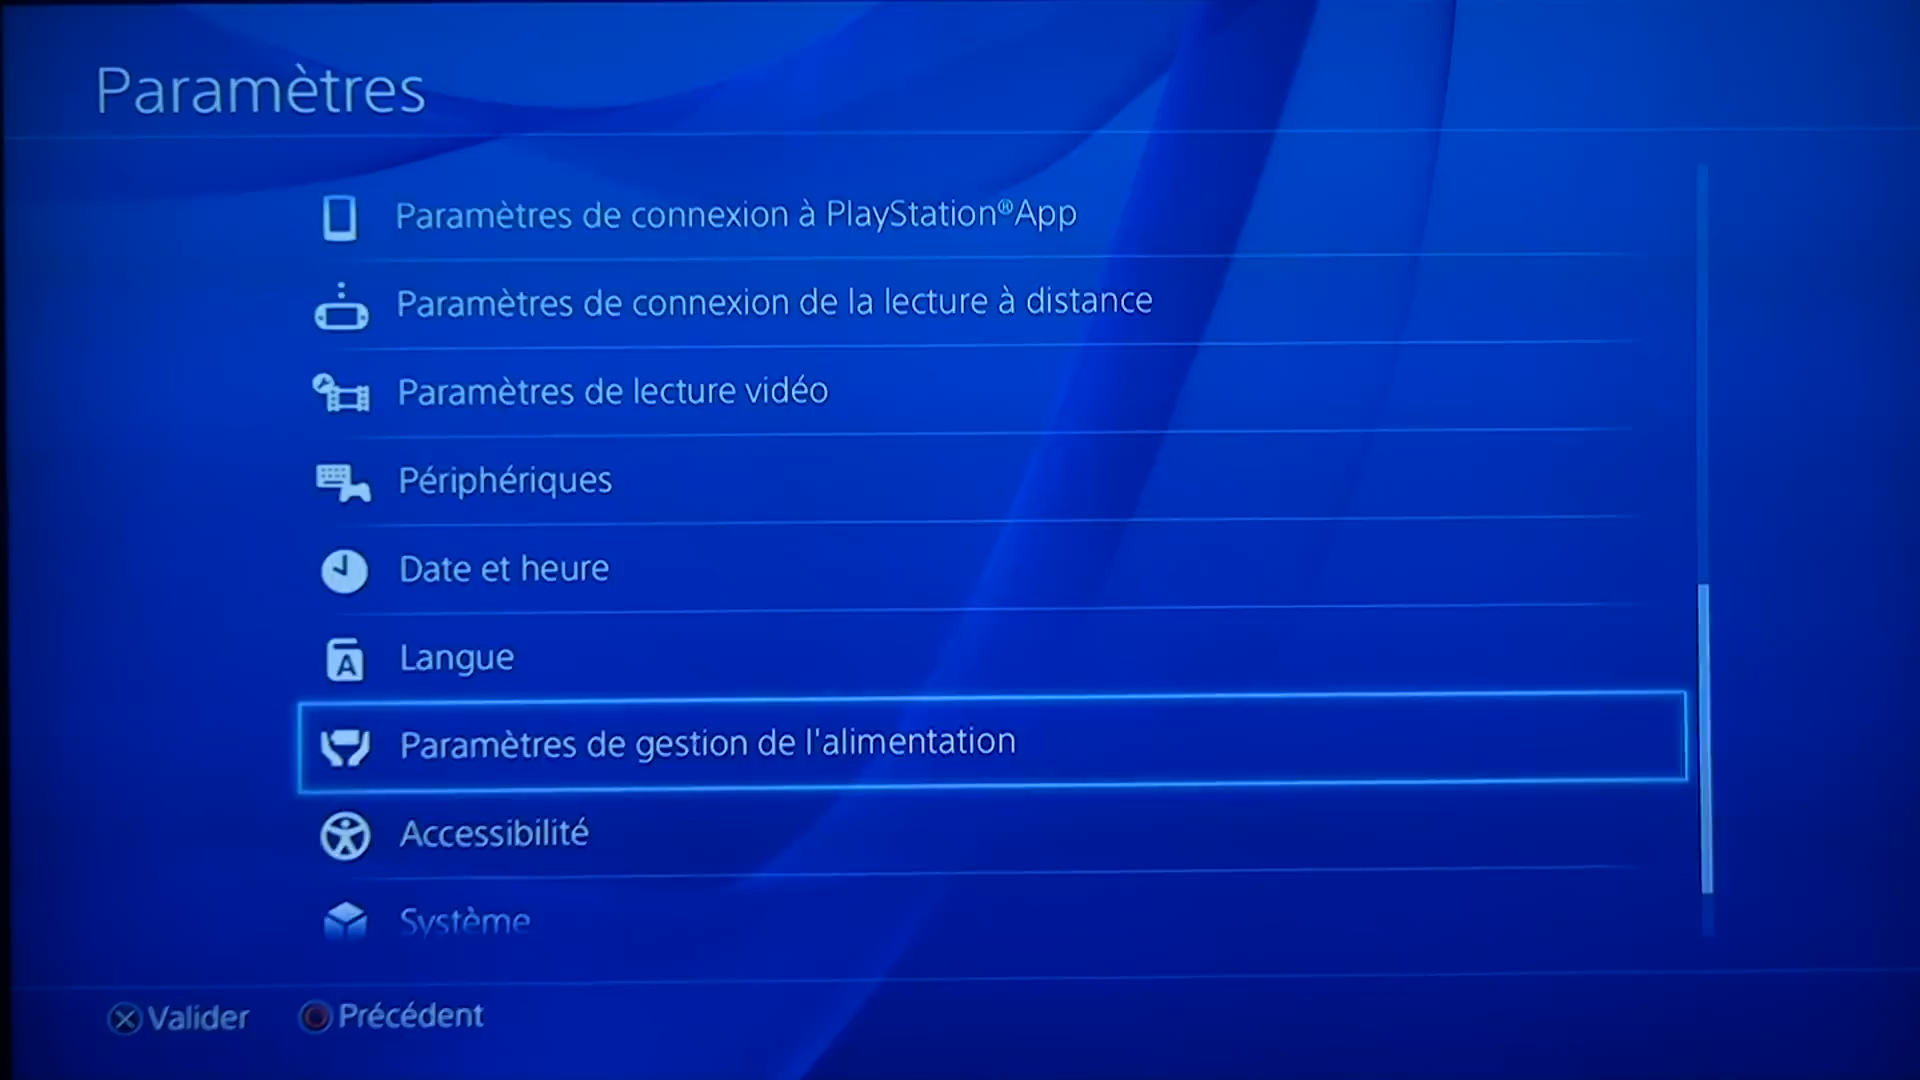 Paramètres
Paramètres de connexion à PlayStation®App
Paramètres de connexion de la lecture à distance
Paramètres de lecture vidéo
Périphériques
Date et heure
A Langue
Paramètres de gestion de l'alimentation
Accessibilité
Système
Valider Précédent